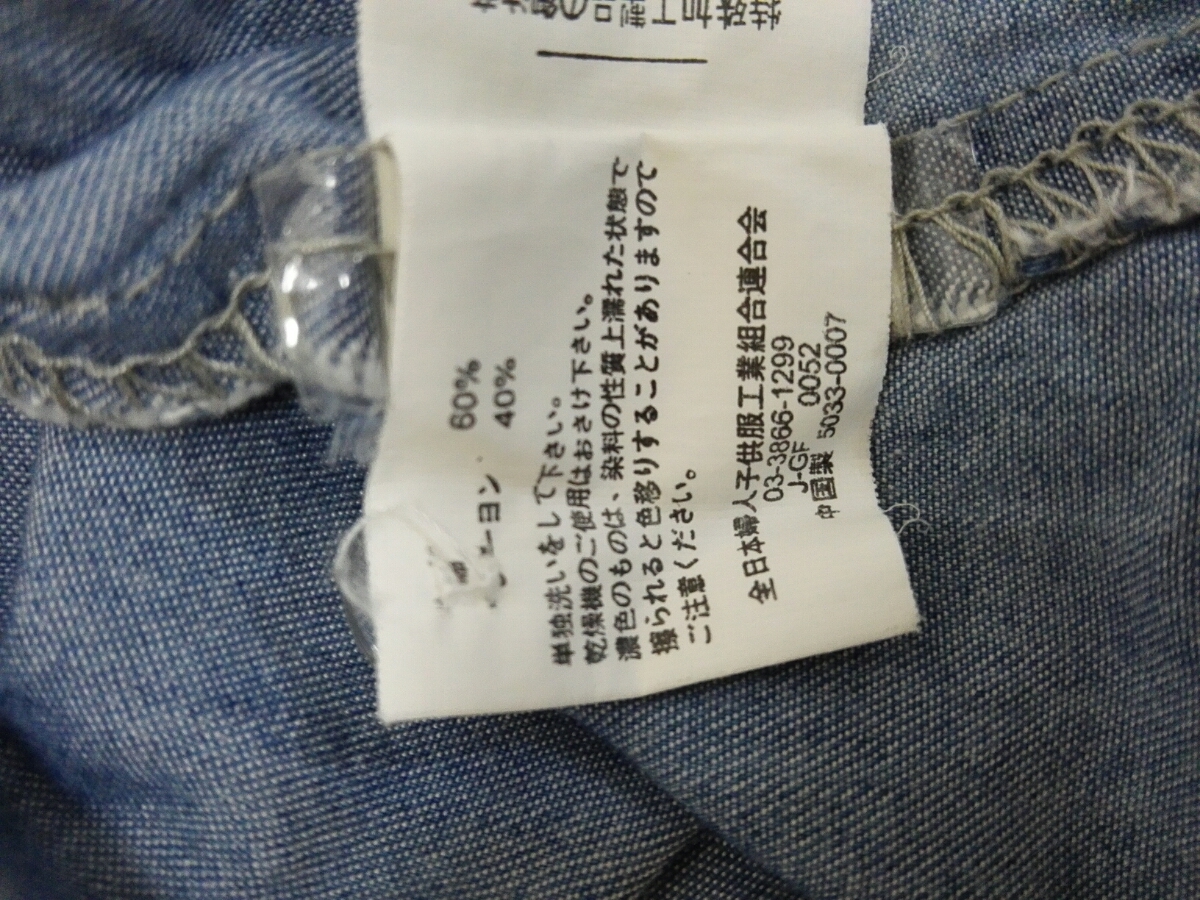 綿 60%
レーヨン 40%
単独洗いをして下さい。
乾燥機のご使用はおさけ下さい。
濃色のものは、染料の性質上濡れた状態で
擦られると色移りすることがありますので
ご注意ください。
全日本婦人子供服工業組合連合会
03-3866-1299
J-GF 0052
中国製 5033-0007